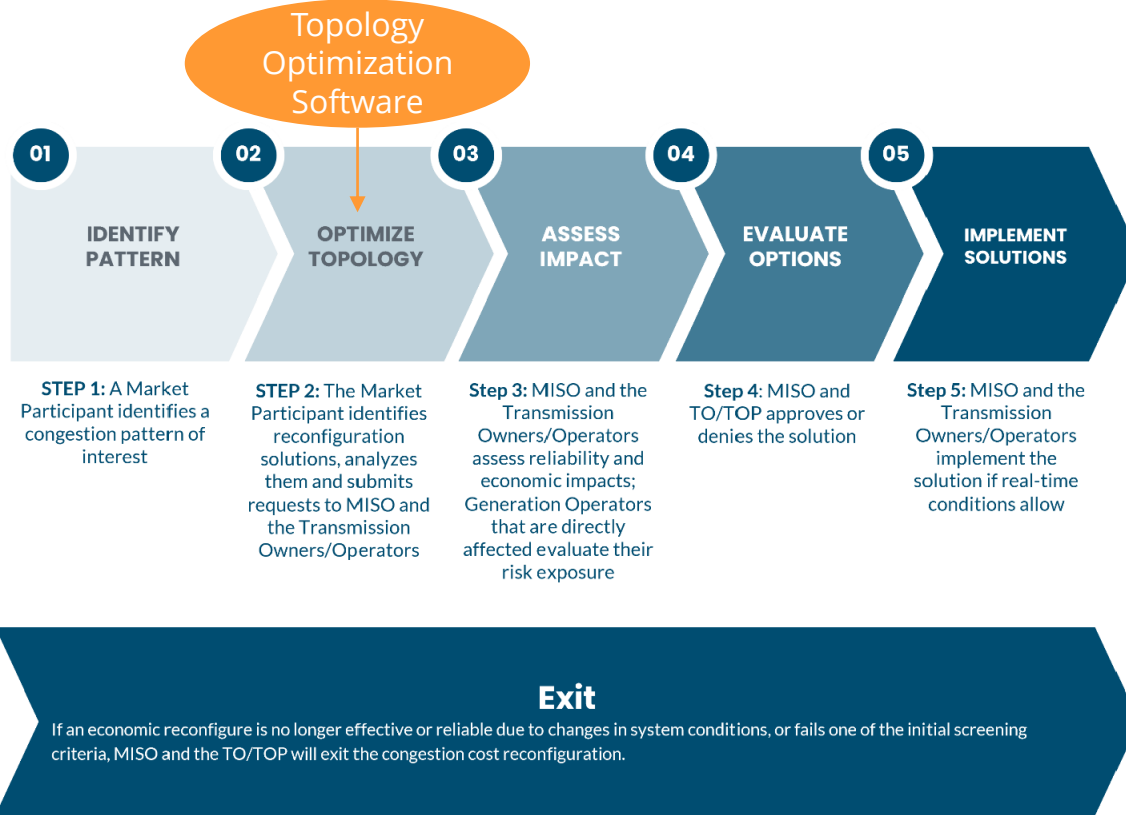 Topology
Optimization
Software
01
02
03
04
05
IDENTIFY
PATTERN
OPTIMIZE
TOPOLOGY
ASSESS
IMPACT
EVALUATE
OPTIONS
IMPLEMENT
SOLUTIONS
STEP 1: A Market
Participant identifies a
congestion pattern of
interest
STEP 2: The Market
Participant identifies
reconfiguration
solutions, analyzes
them and submits
requests to MISO and
the Transmission
Owners/Operators
Step 3: MISO and the
Transmission
Owners/Operators
assess reliability and
economic impacts;
Generation Operators
that are directly
affected evaluate their
risk exposure
Step 4: MISO and
TO/TOP approves or
denies the solution
Step 5: MISO and the
Transmission
Owners/Operators
implement the
solution if real-time
conditions allow
Exit
If an economic reconfigure is no longer effective or reliable due to changes in system conditions, or fails one of the initial screening
criteria, MISO and the TO/TOP will exit the congestion cost reconfiguration.